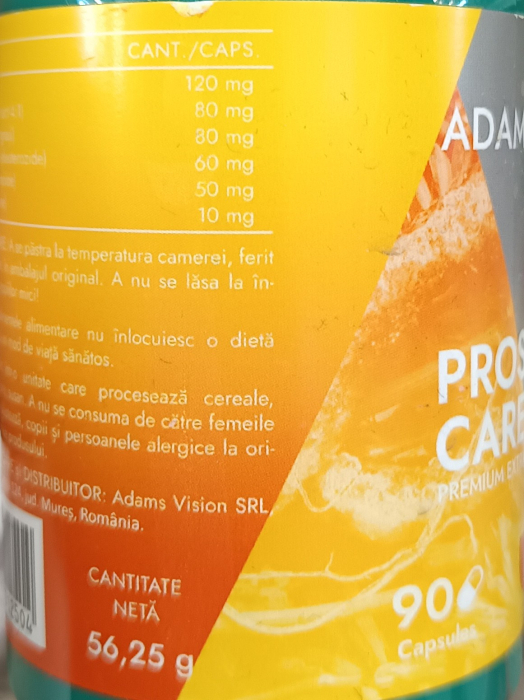 CANT./CAPS.
120 mg
80 mg
80 mg
60 mg
50 mg
10 mg
păstra la temperatura camerei, ferit
ambalajul original. A nu se lăsa la în-
mici!
alimentare nu înlocuiesc o dietă
de viață sănătos.
unitate care procesează cereale,
A nu se consuma de către femeile
copii și persoanele alergice la ori-
produsului.
și DISTRIBUITOR: Adams Vision SRL,
jud. Mureș, România.
CANTITATE
NETĂ
56,25 g
ADAM
PROS
CARE
PREMIUM
90
Capsules